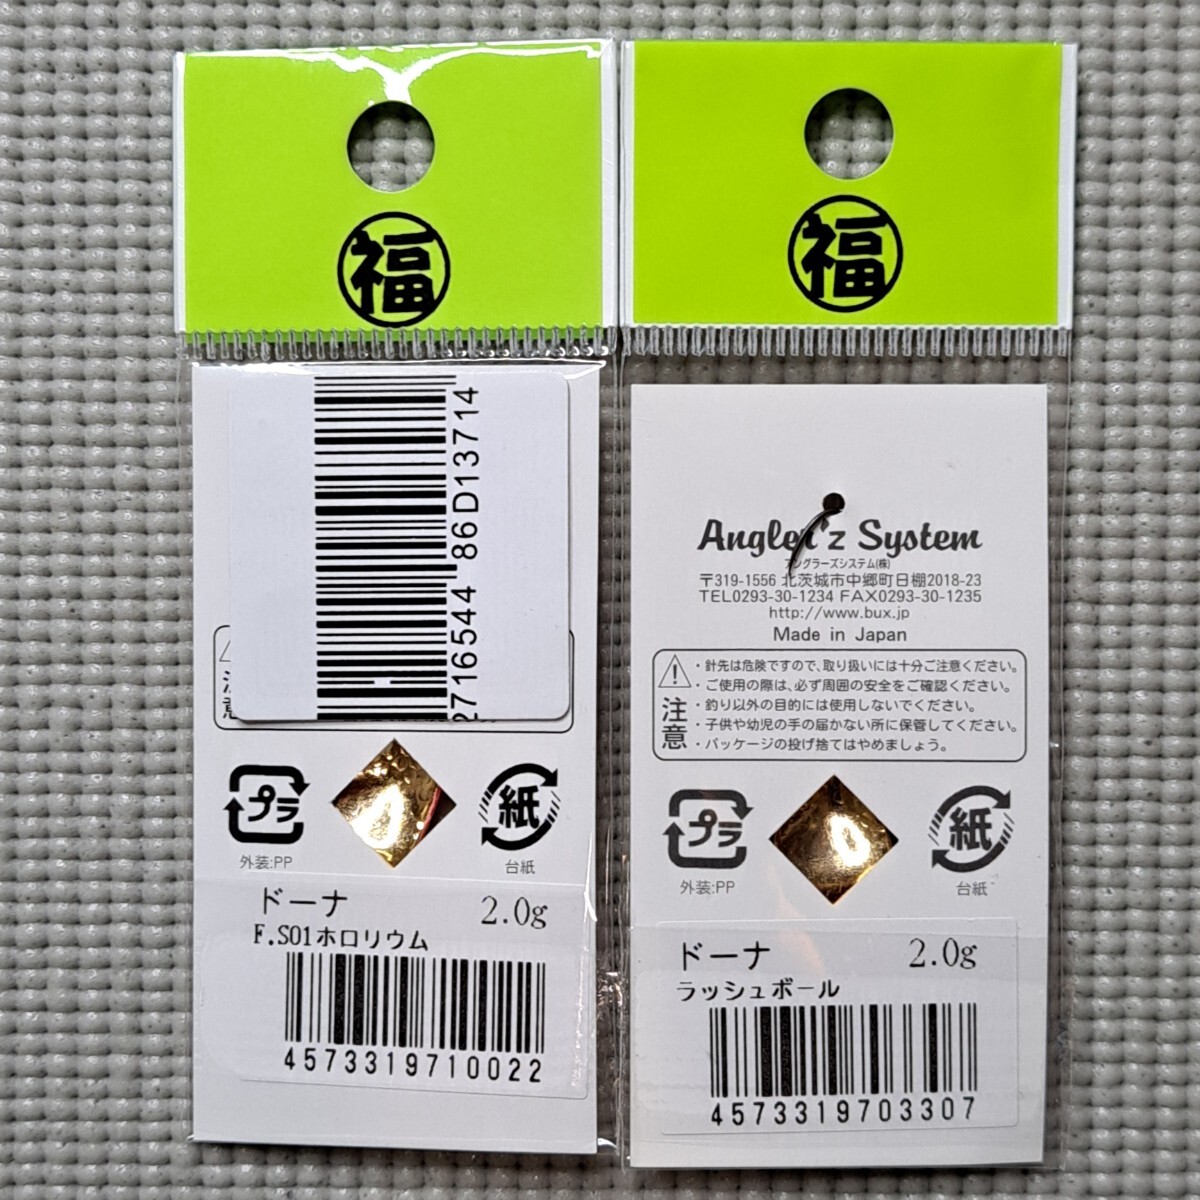 福
86D13714
2716544
注
意
プラ
外装:PP
紙
台紙
ドーナ 2.0g
F.S01ホロリウム
4573319710022
福
Angler'z System
アングラーズシステム(株)
〒319-1556 北茨城市中郷町日棚2018-23
TEL0293-30-1234 FAX0293-30-1235
http://www.bux.jp
Made in Japan
注意
・針先は危険ですので、取り扱いには十分ご注意ください。
・ご使用の際は、必ず周囲の安全をご確認ください。
・釣り以外の目的には使用しないでください。
・子供や幼児の手の届かない所に保管してください。
・パッケージの投げ捨てはやめましょう。
プラ
外装:PP
紙
台紙
ドーナ 2.0g
ラッシュボール
4573319703307